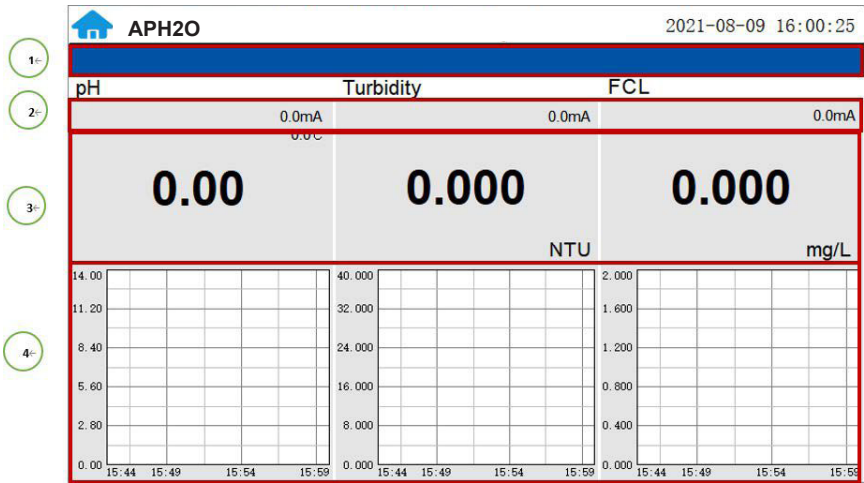 APH2O 2021-08-09 16:00:25
1←
pH Turbidity FCL
2←
0.0mA 0.0mA 0.0mA
0.0C
3←
0.00 0.000 0.000
NTU mg/L
14.00 40.000 2.000
11.20 32.000 1.600
4←
8.40 24.000 1.200
5.60 16.000 0.800
2.80 8.000 0.400
0.00 0.000 0.000
15:44 15:49 15:54 15:59 15:44 15:49 15:54 15:59 15:44 15:49 15:54 15:59